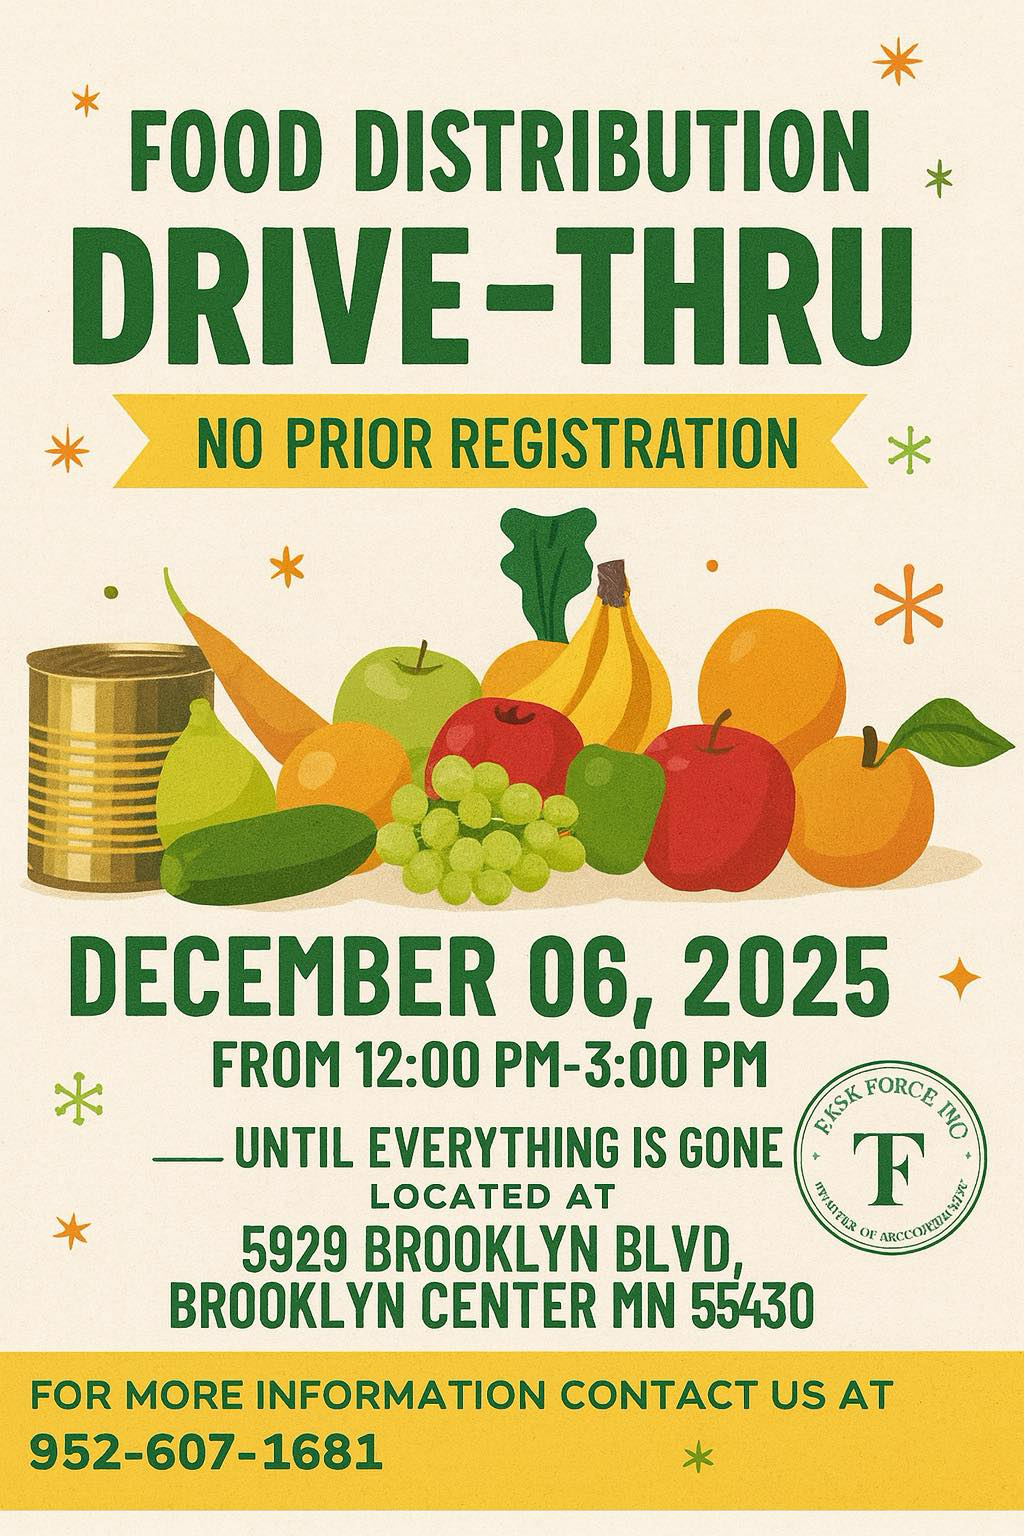 FOOD DISTRIBUTION
DRIVE-THRU
NO PRIOR REGISTRATION
DECEMBER 06, 2025
FROM 12:00 PM-3:00 PM
UNTIL EVERYTHING IS GONE
LOCATED AT
5929 BROOKLYN BLVD,
BROOKLYN CENTER MN 55430
EKSK FORCE INC
TF
OF
FOR MORE INFORMATION CONTACT US AT
952-607-1681